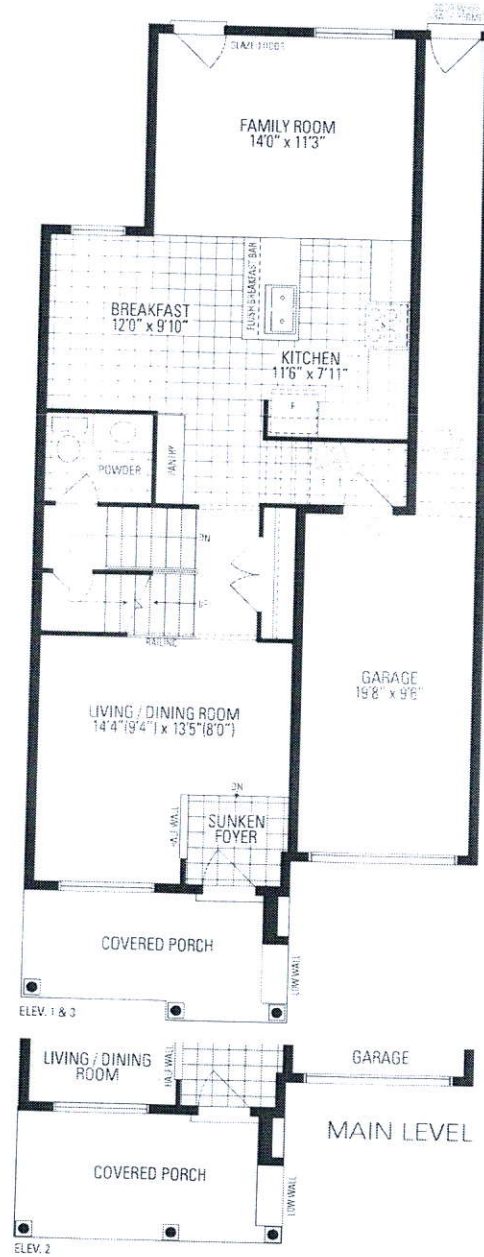 FAMILY ROOM
14'0" x 11'3"
FLUSH BREAKFAST BAR
BREAKFAST
12'0" x 9'10"
KITCHEN
11'6" x 7'11"
F
PANTRY
POWDER
DN
UP
RAILING
GARAGE
19'8" x 9'6"
LIVING / DINING ROOM
14'4"(9'4") x 13'5"(8'0")
DN
HALF WALL
SUNKEN
FOYER
COVERED PORCH
LOW WALL
ELEV. 1 & 3
LIVING / DINING
ROOM
HALF WALL
GARAGE
MAIN LEVEL
COVERED PORCH
LOW WALL
ELEV. 2